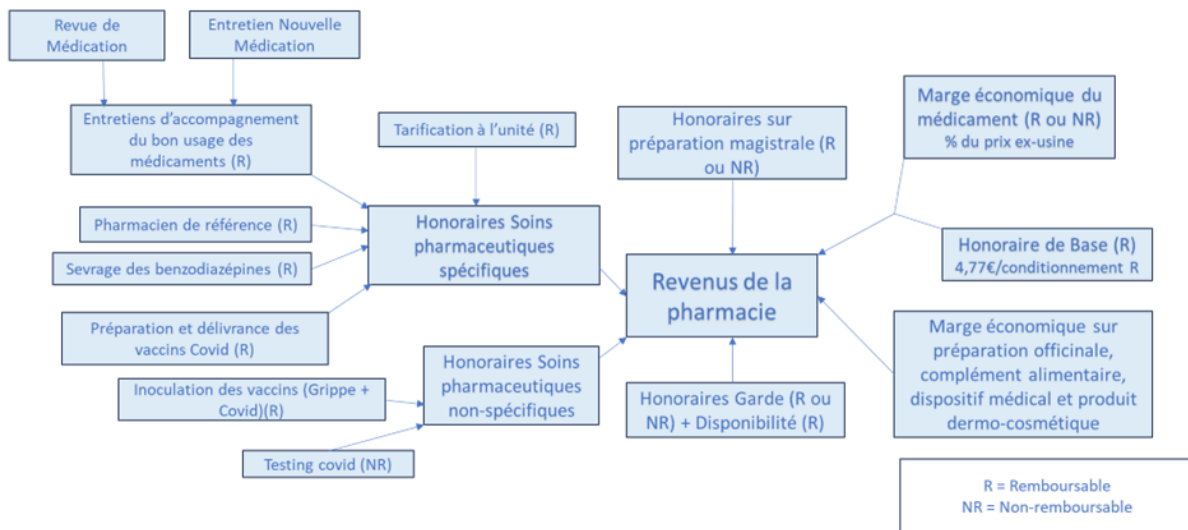 Revue de
Médication
Entretien Nouvelle
Médication
Entretiens d'accompagnement
du bon usage des
médicaments (R)
Tarification à l'unité (R)
Honoraires sur
préparation magistrale (R
ou NR)
Marge économique du
médicament (R ou NR)
% du prix ex-usine
Pharmacien de référence (R)
Sevrage des benzodiazépines (R)
Honoraires Soins
pharmaceutiques
spécifiques
Revenus de la
pharmacie
Honoraire de Base (R)
4,77€/conditionnement R
Préparation et délivrance des
vaccins Covid (R)
Inoculation des vaccins (Grippe +
Covid)(R)
Honoraires Soins
pharmaceutiques
non-spécifiques
Honoraires Garde (R ou
NR) + Disponibilité (R)
Marge économique sur
préparation officinale,
complément alimentaire,
dispositif médical et produit
dermo-cosmétique
Testing covid (NR)
R = Remboursable
NR = Non-remboursable